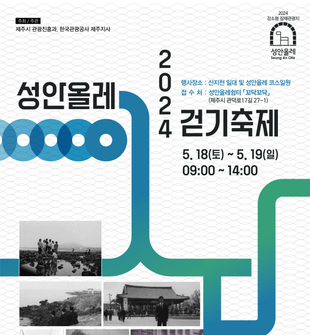 주최 / 주관
제주시 관광진흥과, 한국관광공사 제주지사
2024
강소형 잠재관광지
성안올레
Seong An Olle
2024
행사장소 : 산지천 일대 및 성안올레 코스일원
접 수 처 : 성안올레쉼터 「꼬닥꼬닥」
(제주시 관덕로17길 27-1)
성안올레
걷기축제
5. 18(토) ~ 5. 19(일)
09:00 ~ 14:00